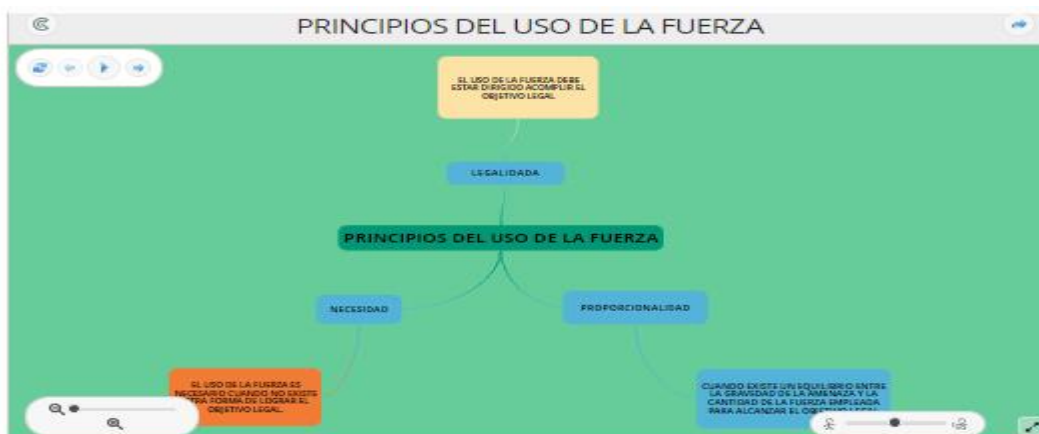 PRINCIPIOS DEL USO DE LA FUERZA
EL USO DE LA FUERZA DEBE
ESTAR DIRIGIDO ACOMPLIR EL
OBJETIVO LEGAL
LEGALIDADA
PRINCIPIOS DEL USO DE LA FUERZA
NECESIDAD
PROPORCIONALIDAD
EL USO DE LA FUERZA ES
NECESARIO CUANDO NO EXISTE
TRA FORMA DE LOGRAR EL
OBJETIVO LEGAL.
CUANDO EXISTE UN EQUILIBRIO ENTRE
LA GRAVEDAD DE LA AMENAZA Y LA
CANTIDAD DE LA FUERZA EMPLEADA
PARA ALCANZAR EL OBJETIVO LEGAL